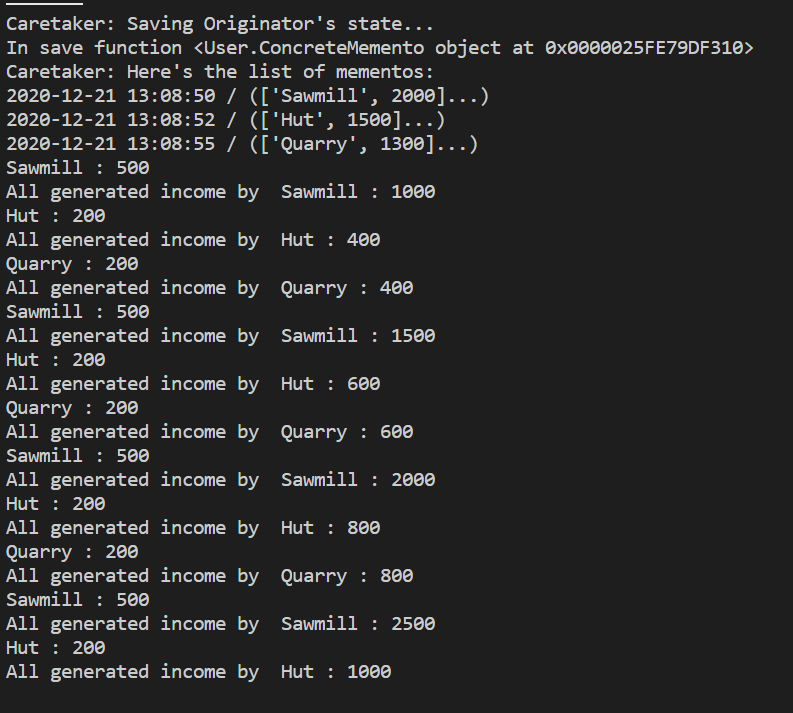 Caretaker: Saving Originator's state...
In save function <User.ConcreteMemento object at 0x0000025FE79DF310>
Caretaker: Here's the list of mementos:
2020-12-21 13:08:50 / (['Sawmill', 2000]...)
2020-12-21 13:08:52 / (['Hut', 1500]...)
2020-12-21 13:08:55 / (['Quarry', 1300]...)
Sawmill : 500
All generated income by  Sawmill : 1000
Hut : 200
All generated income by  Hut : 400
Quarry : 200
All generated income by  Quarry : 400
Sawmill : 500
All generated income by  Sawmill : 1500
Hut : 200
All generated income by  Hut : 600
Quarry : 200
All generated income by  Quarry : 600
Sawmill : 500
All generated income by  Sawmill : 2000
Hut : 200
All generated income by  Hut : 800
Quarry : 200
All generated income by  Quarry : 800
Sawmill : 500
All generated income by  Sawmill : 2500
Hut : 200
All generated income by  Hut : 1000